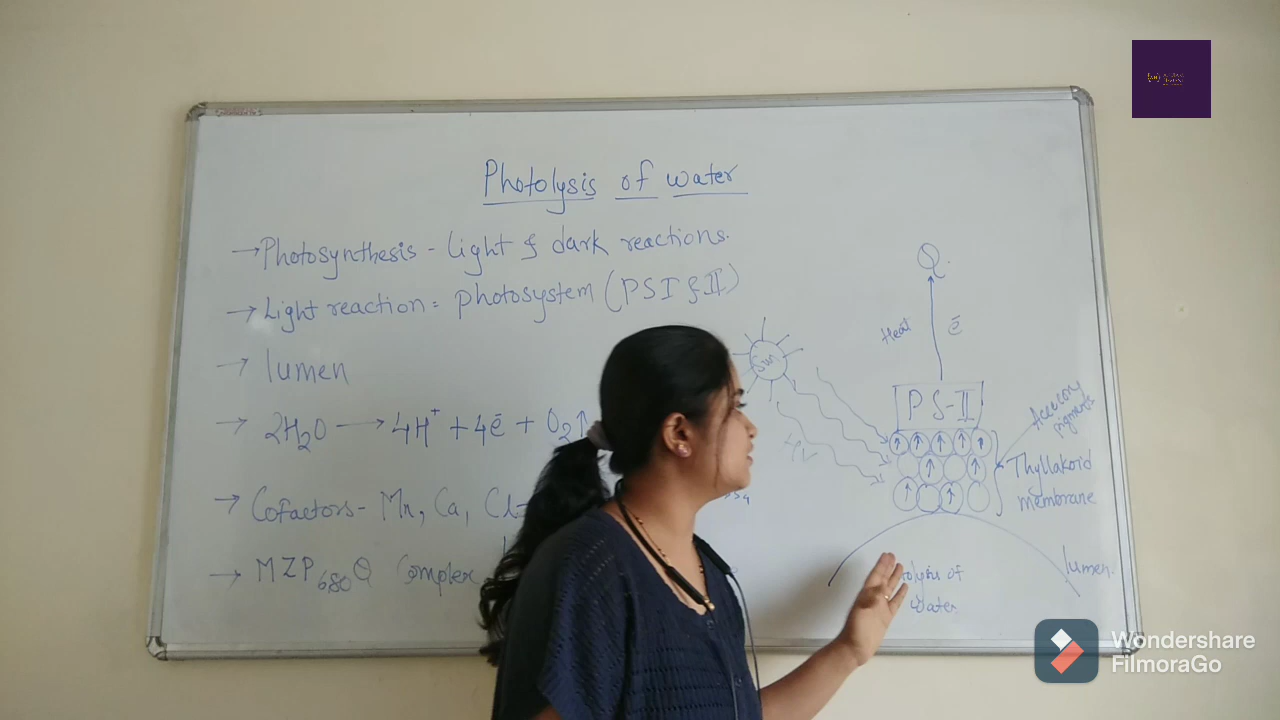 Photolysis of water
→ Photosynthesis - light & dark reactions.
→ Light reaction = photosystem (PSI & II)
→ lumen
→ 2H₂O → 4H⁺ + 4ē + O₂↑
→ Cofactors - Mn, Ca, Cl
→ MZP₆₈₀Q Complex
Q.
Heat ē
Sun
PS-II
Accessory pigments
Thyllakoid
membrane
lumen.
of
water
Wondershare
FilmoraGo